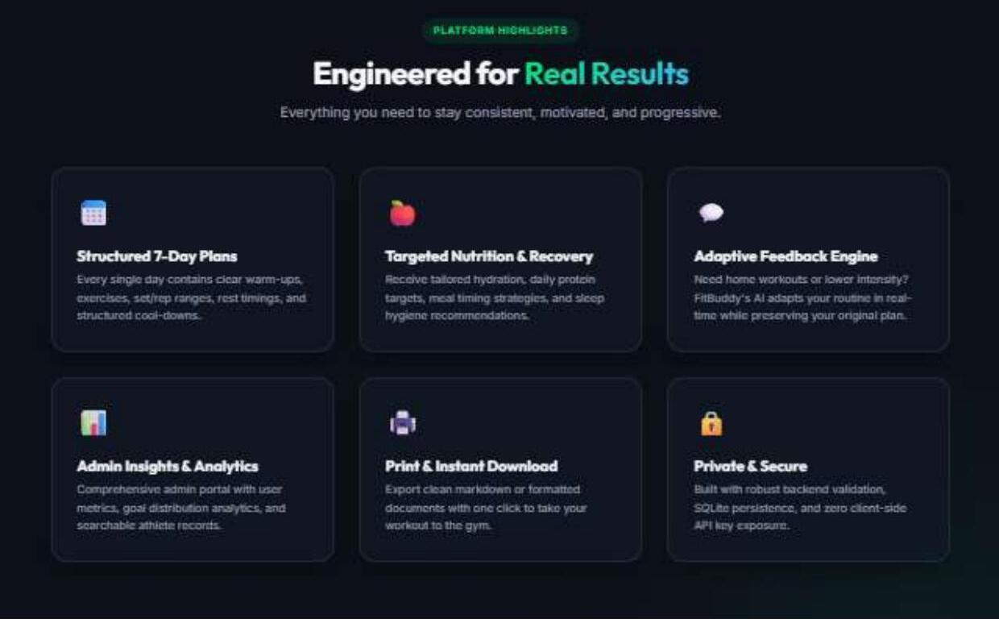 PLATFORM HIGHLIGHTS
Engineered for Real Results
Everything you need to stay consistent, motivated, and progressive.
Structured 7-Day Plans
Every single day contains clear warm-ups,
exercises, set/rep ranges, rest timings, and
structured cool-downs.
Targeted Nutrition & Recovery
Receive tailored hydration, daily protein
targets, meal timing strategies, and sleep
hygiene recommendations.
Adaptive Feedback Engine
Need home workouts or lower intensity?
FitBuddy's AI adapts your routine in real-
time while preserving your original plan.
Admin Insights & Analytics
Comprehensive admin portal with user
metrics, goal distribution analytics, and
searchable athlete records.
Print & Instant Download
Export clean markdown or formatted
documents with one click to take your
workout to the gym.
Private & Secure
Built with robust backend validation,
SQLite persistence, and zero client-side
API key exposure.